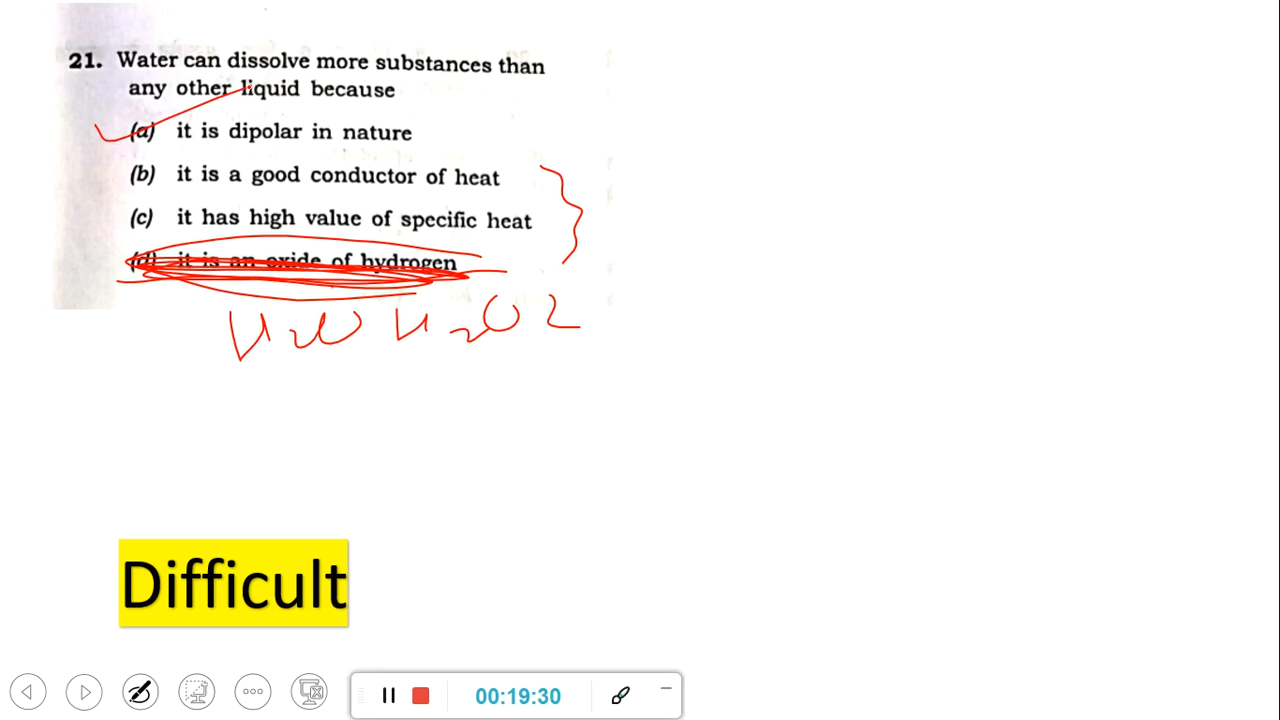 21. Water can dissolve more substances than
any other liquid because
(a) it is dipolar in nature
(b) it is a good conductor of heat
(c) it has high value of specific heat
(d) it is an oxide of hydrogen
H2O H2O2
Difficult
00:19:30